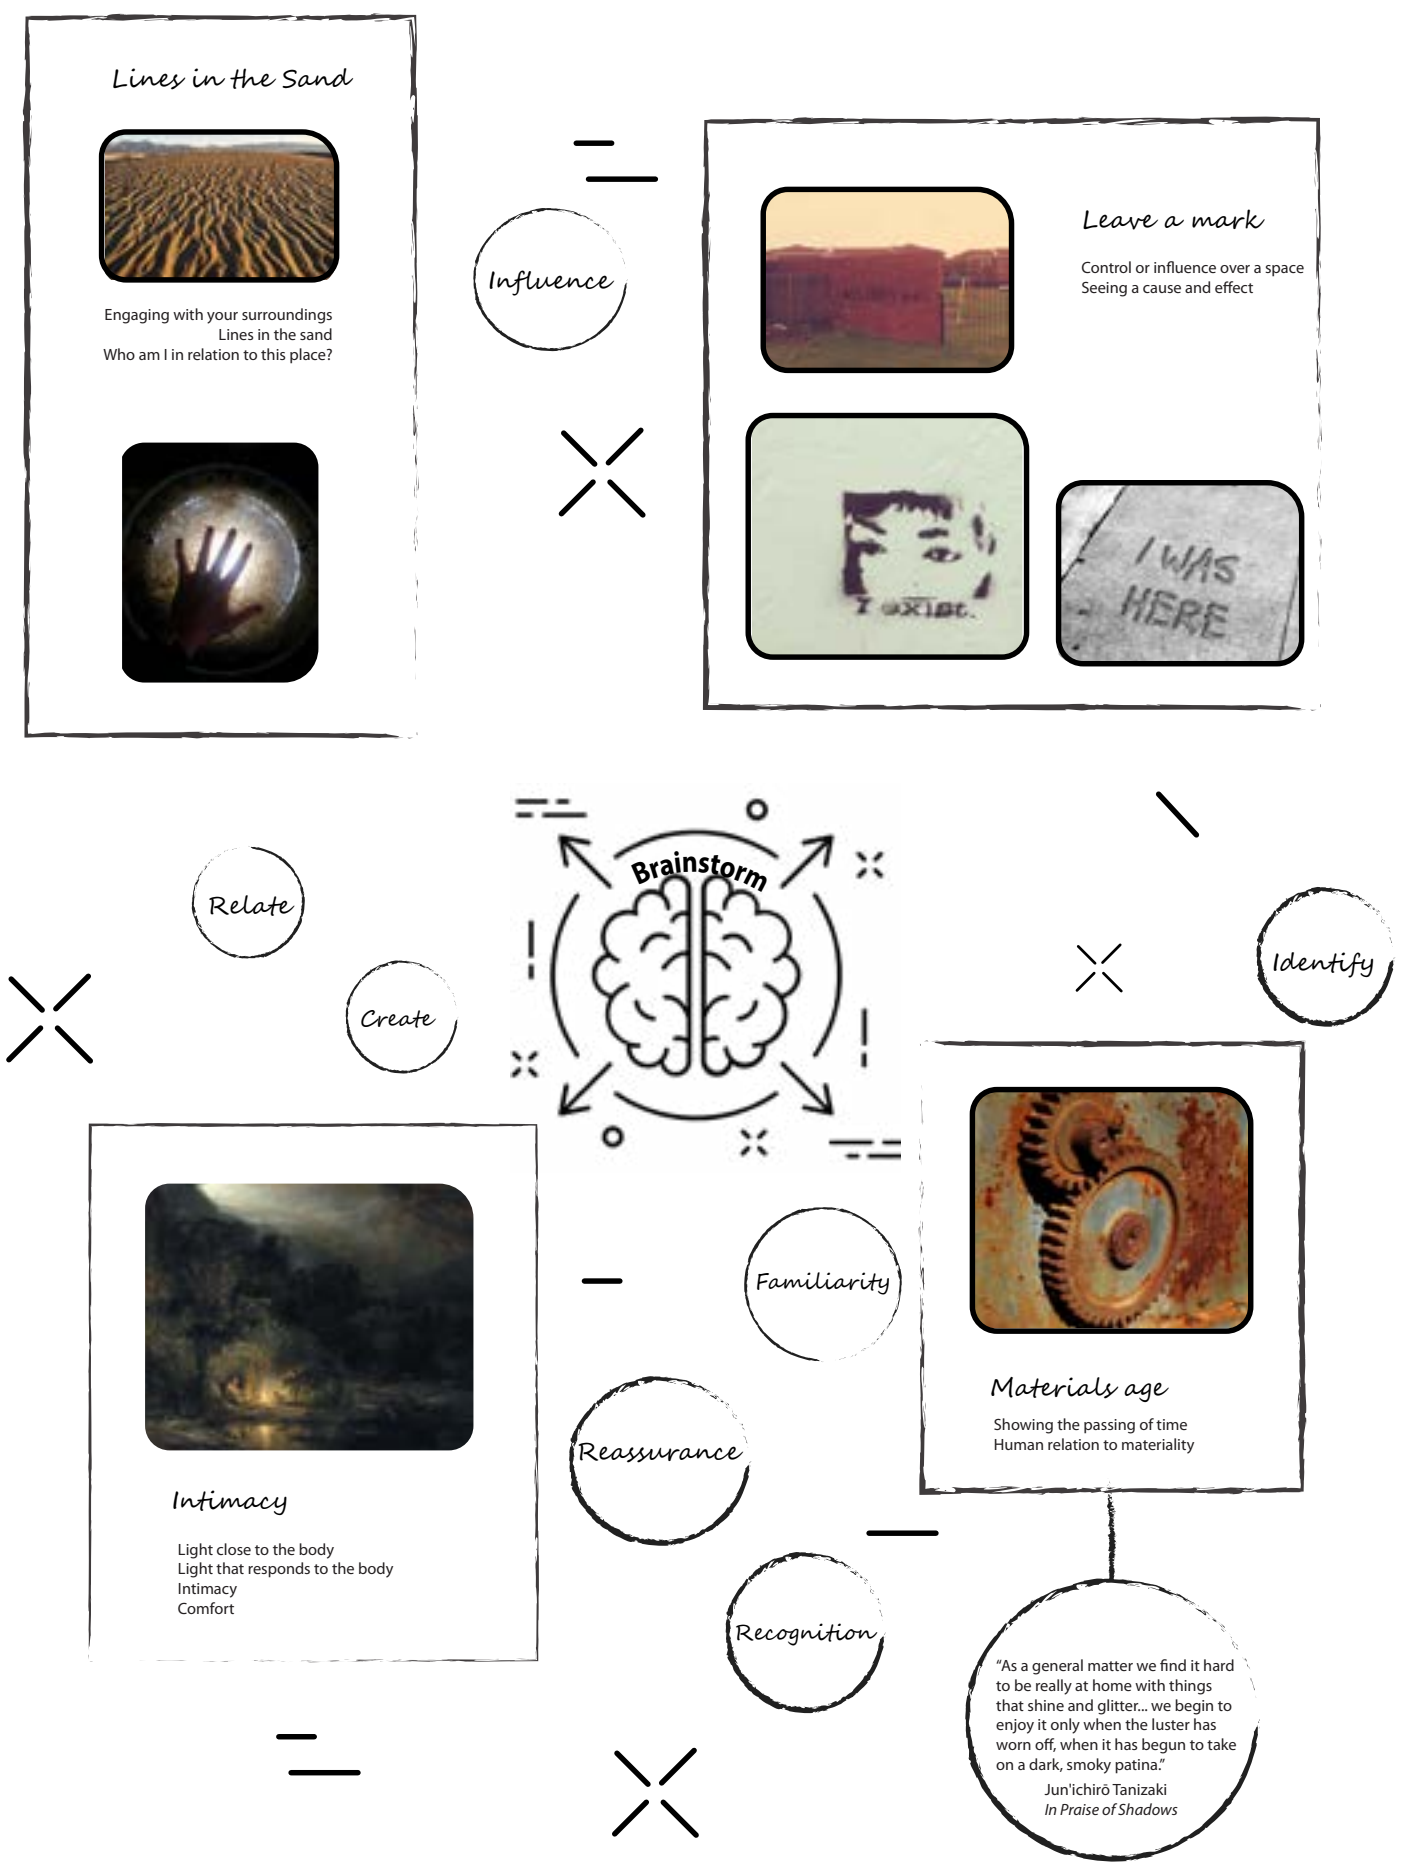 Lines in the Sand
Engaging with your surroundings
Lines in the sand
Who am I in relation to this place?
Influence
Leave a mark
Control or influence over a space
Seeing a cause and effect
I exist.
I WAS
HERE
Brainstorm
Relate
Create
Identify
Intimacy
Light close to the body
Light that responds to the body
Intimacy
Comfort
Familiarity
Reassurance
Recognition
Materials age
Showing the passing of time
Human relation to materiality
“As a general matter we find it hard
to be really at home with things
that shine and glitter... we begin to
enjoy it only when the luster has
worn off, when it has begun to take
on a dark, smoky patina.”
Jun'ichirō Tanizaki
In Praise of Shadows